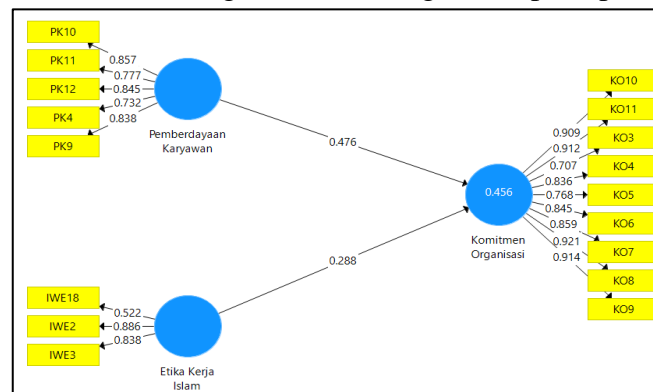 PK10
PK11
PK12
PK4
PK9
0.857
0.777
0.845
0.732
0.838
Pemberdayaan
Karyawan
0.476
IWE18
IWE2
IWE3
0.522
0.886
0.838
Etika Kerja
Islam
0.288
0.456
Komitmen
Organisasi
0.909
0.912
0.707
0.836
0.768
0.845
0.859
0.921
0.914
KO10
KO11
KO3
KO4
KO5
KO6
KO7
KO8
KO9